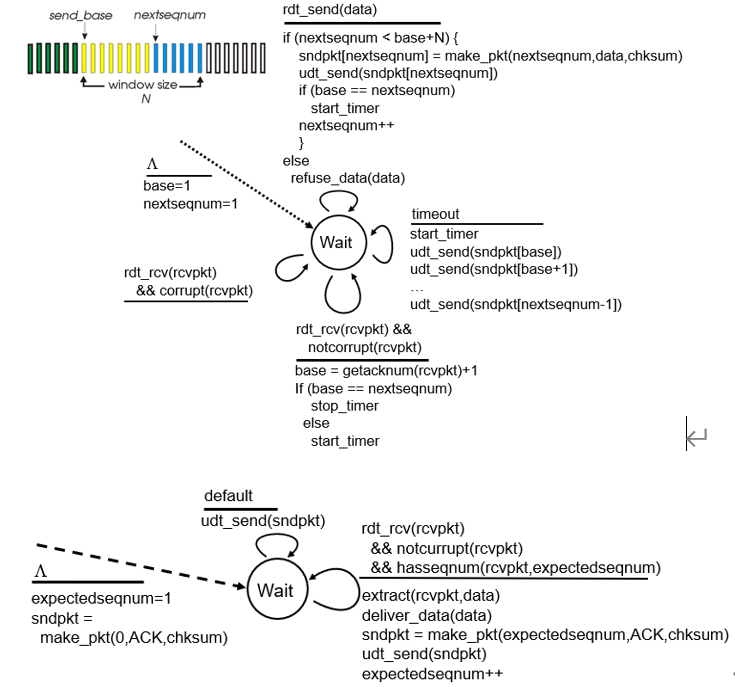 send_base
nextseqnum
window size
N
rdt_send(data)
if (nextseqnum < base+N) {
sndpkt[nextseqnum] = make_pkt(nextseqnum,data,chksum)
udt_send(sndpkt[nextseqnum])
if (base == nextseqnum)
start_timer
nextseqnum++
}
else
refuse_data(data)
Λ
base=1
nextseqnum=1
Wait
timeout
start_timer
udt_send(sndpkt[base])
udt_send(sndpkt[base+1])
…
udt_send(sndpkt[nextseqnum-1])
rdt_rcv(rcvpkt)
&& corrupt(rcvpkt)
rdt_rcv(rcvpkt) &&
notcorrupt(rcvpkt)
base = getacknum(rcvpkt)+1
If (base == nextseqnum)
stop_timer
else
start_timer
default
udt_send(sndpkt)
Λ
expectedseqnum=1
sndpkt =
make_pkt(0,ACK,chksum)
Wait
rdt_rcv(rcvpkt)
&& notcurrupt(rcvpkt)
&& hasseqnum(rcvpkt,expectedseqnum)
extract(rcvpkt,data)
deliver_data(data)
sndpkt = make_pkt(expectedseqnum,ACK,chksum)
udt_send(sndpkt)
expectedseqnum++